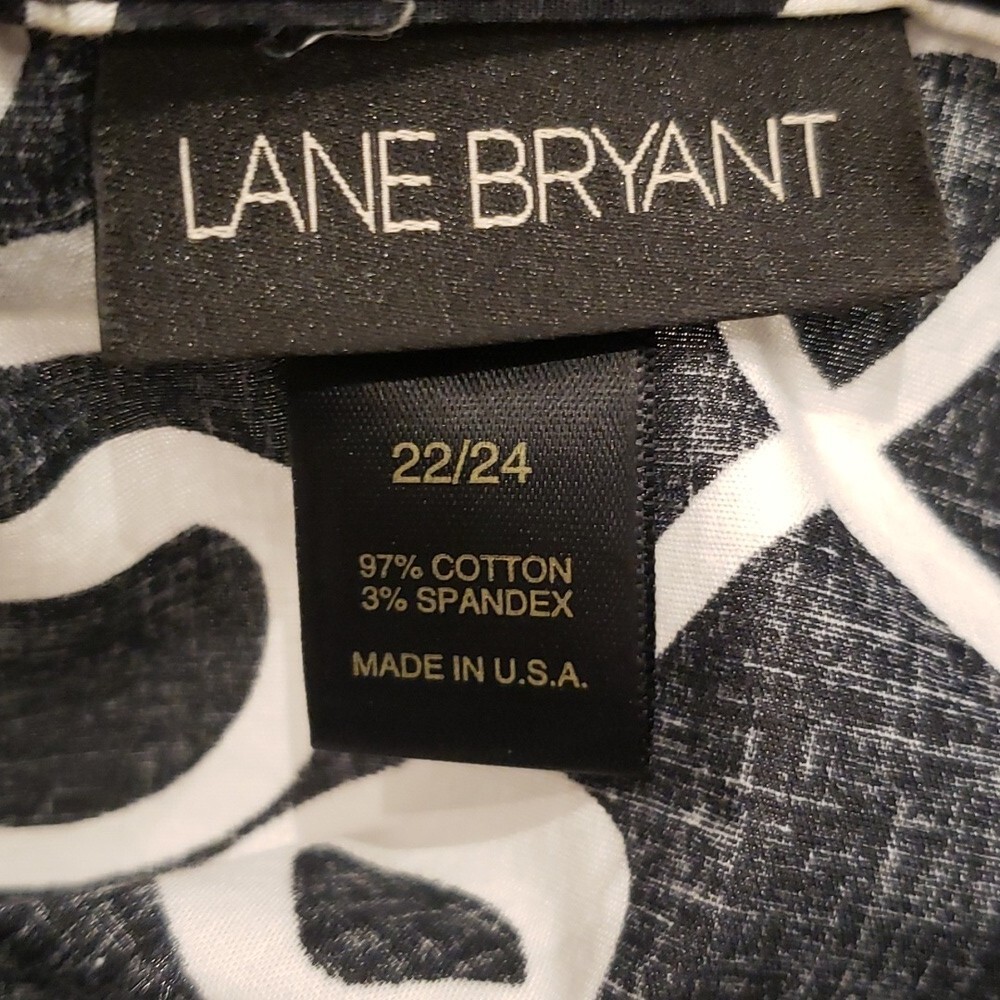 LANE BRYANT
22/24
97% COTTON
3% SPANDEX
MADE IN U.S.A.